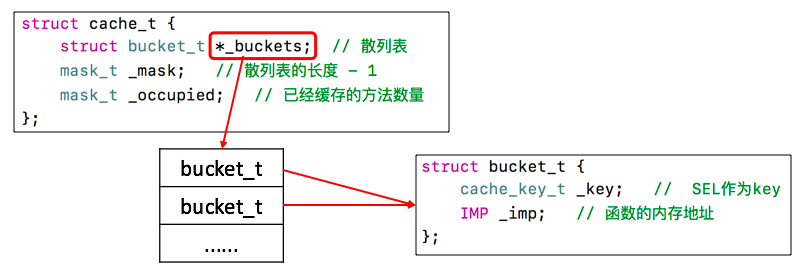 struct cache_t {
struct bucket_t *_buckets; // 散列表
mask_t _mask; // 散列表的长度 - 1
mask_t _occupied; // 已经缓存的方法数量
};
bucket_t
bucket_t
……
struct bucket_t {
cache_key_t _key; // SEL作为key
IMP _imp; // 函数的内存地址
};